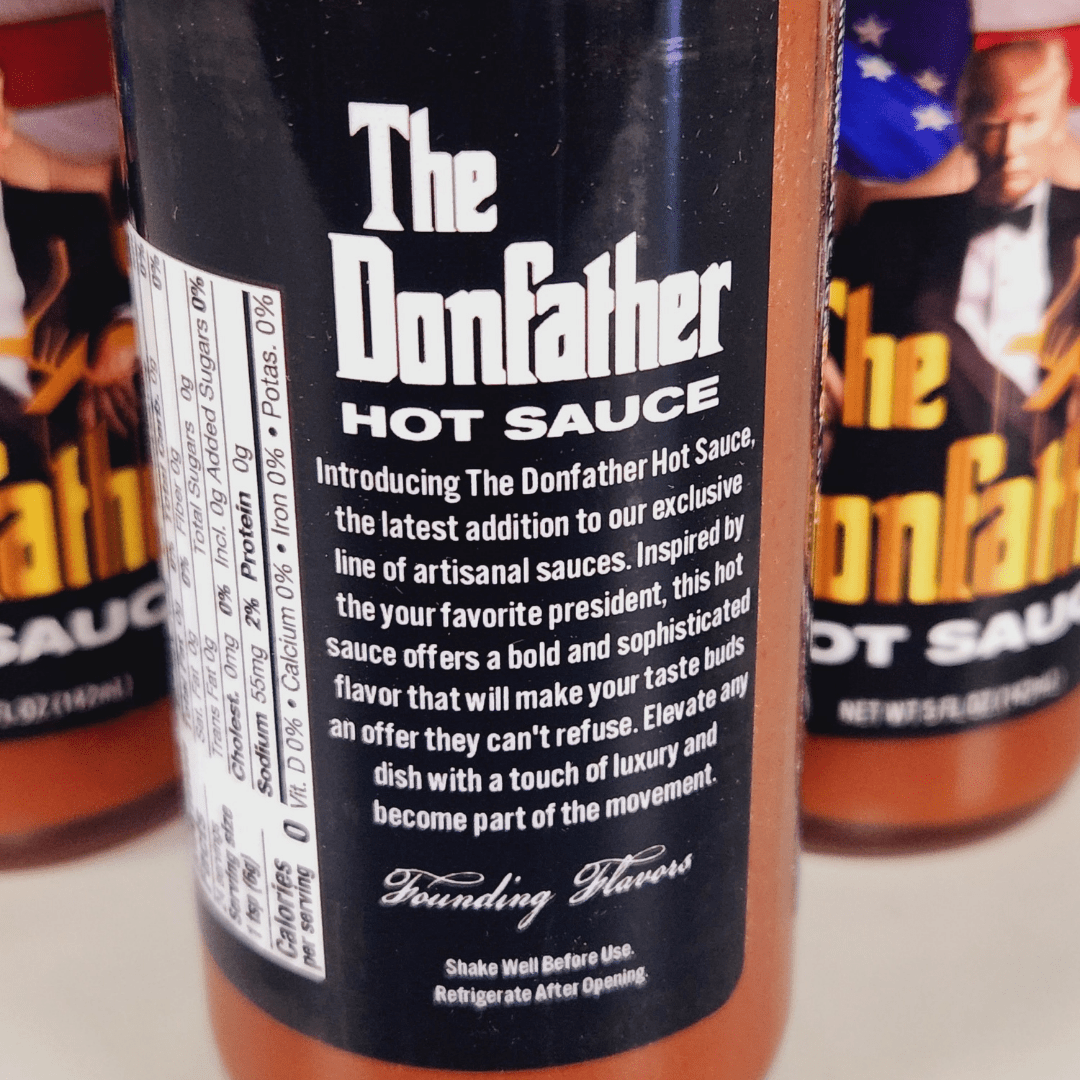 The
Donfather
HOT SAUCE
Introducing The Donfather Hot Sauce,
the latest addition to our exclusive
line of artisanal sauces. Inspired by
the your favorite president, this hot
sauce offers a bold and sophisticated
flavor that will make your taste buds
an offer they can't refuse. Elevate any
dish with a touch of luxury and
become part of the movement.
Founding Flavors
Shake Well Before Use.
Refrigerate After Opening.
Serving size
1 tsp (5g)
Calories 0
per serving
Sat. Fat 0g 0%
Trans Fat 0g
Cholest. 0mg 0%
Sodium 55mg 2%
Fiber 0g
Total Sugars 0g
Incl. 0g Added Sugars 0%
Protein 0g
Vit. D 0% • Calcium 0% • Iron 0% • Potas. 0%
he
onfat
OT SAU
NET WT 5 FL OZ (142mL)
ath
SAUC
FL OZ (142mL)